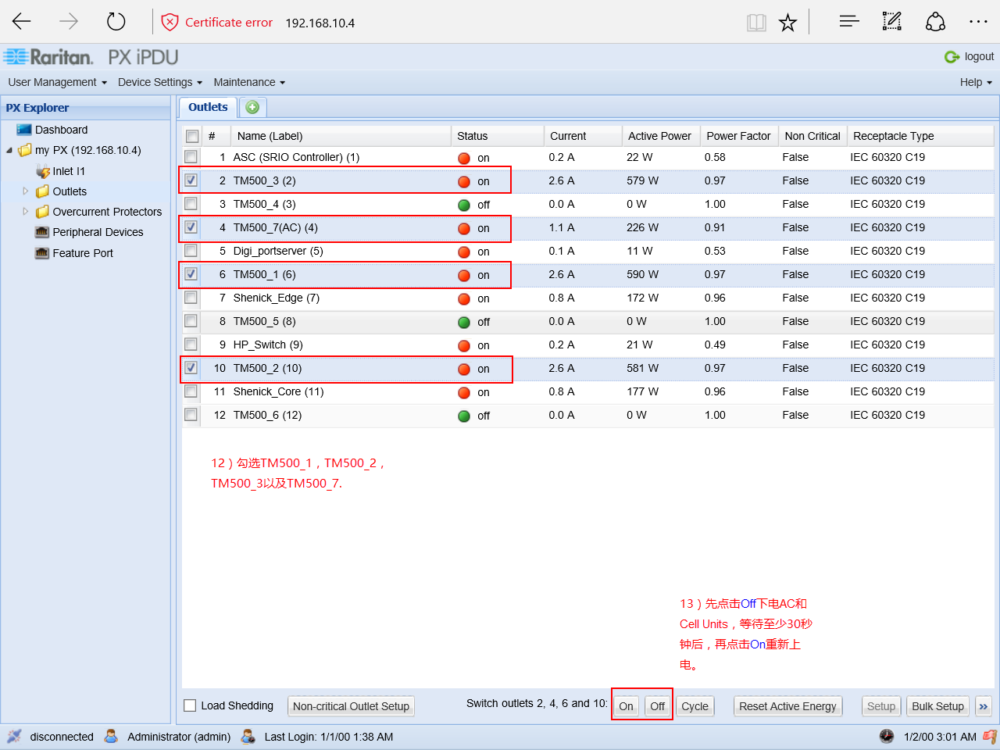 Certificate error 192.168.10.4
Raritan. PX iPDU
logout
User Management Device Settings Maintenance Help
PX Explorer
Dashboard
my PX (192.168.10.4)
Inlet I1
Outlets
Overcurrent Protectors
Peripheral Devices
Feature Port
Outlets
# Name (Label) Status Current Active Power Power Factor Non Critical Receptacle Type
1 ASC (SRIO Controller) (1) on 0.2 A 22 W 0.58 False IEC 60320 C19
2 TM500_3 (2) on 2.6 A 579 W 0.97 False IEC 60320 C19
3 TM500_4 (3) off 0.0 A 0 W 1.00 False IEC 60320 C19
4 TM500_7(AC) (4) on 1.1 A 226 W 0.91 False IEC 60320 C19
5 Digi_portserver (5) on 0.1 A 11 W 0.53 False IEC 60320 C19
6 TM500_1 (6) on 2.6 A 590 W 0.97 False IEC 60320 C19
7 Shenick_Edge (7) on 0.8 A 172 W 0.96 False IEC 60320 C19
8 TM500_5 (8) off 0.0 A 0 W 1.00 False IEC 60320 C19
9 HP_Switch (9) on 0.2 A 21 W 0.49 False IEC 60320 C19
10 TM500_2 (10) on 2.6 A 581 W 0.97 False IEC 60320 C19
11 Shenick_Core (11) on 0.8 A 177 W 0.96 False IEC 60320 C19
12 TM500_6 (12) off 0.0 A 0 W 1.00 False IEC 60320 C19
12）勾选TM500_1，TM500_2，
TM500_3以及TM500_7.
13）先点击Off下电AC和
Cell Units，等待至少30秒
钟后，再点击On重新上
电。
Load Shedding Non-critical Outlet Setup Switch outlets 2, 4, 6 and 10: On Off Cycle Reset Active Energy Setup Bulk Setup »
disconnected Administrator (admin) Last Login: 1/1/00 1:38 AM 1/2/00 3:01 AM